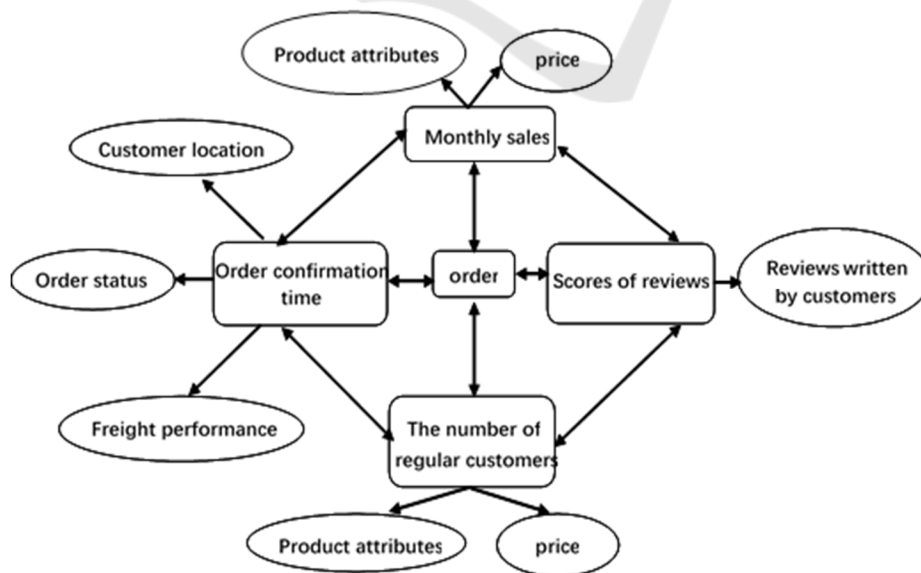 Product attributes
price
Monthly sales
Customer location
Order status
Order confirmation
time
order
Scores of reviews
Reviews written
by customers
Freight performance
The number of
regular customers
Product attributes
price